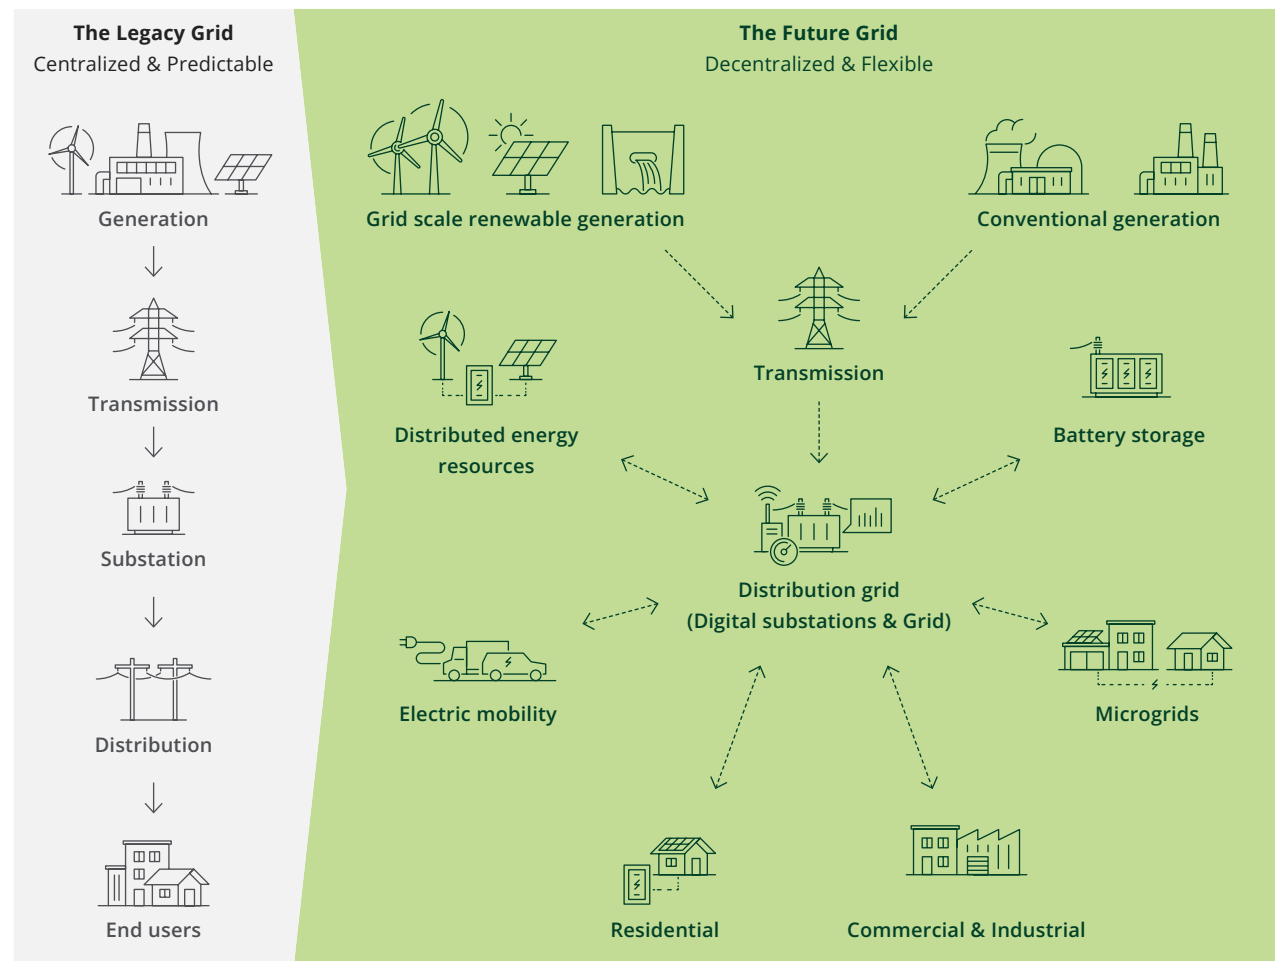 The Legacy Grid
Centralized & Predictable
Generation
Transmission
Substation
Distribution
End users
The Future Grid
Decentralized & Flexible
Grid scale renewable generation
Conventional generation
Transmission
Distributed energy
resources
Battery storage
Distribution grid
(Digital substations & Grid)
Electric mobility
Microgrids
Residential
Commercial & Industrial